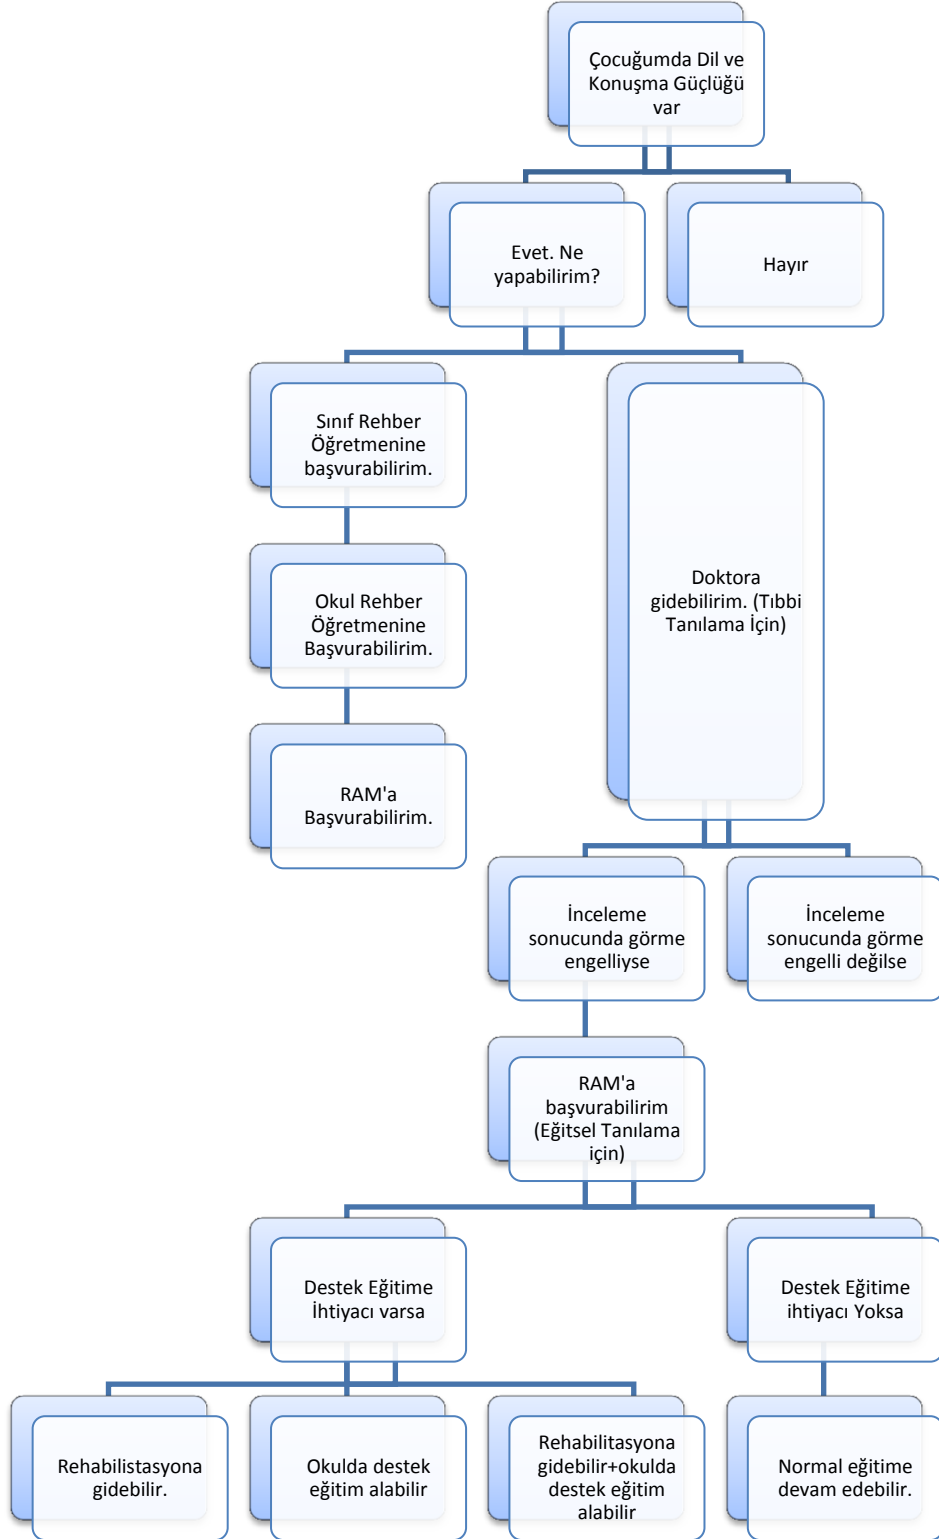 Çocuğumda Dil ve
Konuşma Güçlüğü
var
Evet. Ne
yapabilirim?
Hayır
Sınıf Rehber
Öğretmenine
başvurabilirim.
Doktora
gidebilirim. (Tıbbi
Tanılama İçin)
Okul Rehber
Öğretmenine
Başvurabilirim.
RAM'a
Başvurabilirim.
İnceleme
sonucunda görme
engelliyse
İnceleme
sonucunda görme
engelli değilse
RAM'a
başvurabilirim
(Eğitsel Tanılama
için)
Destek Eğitime
İhtiyacı varsa
Destek Eğitime
ihtiyacı Yoksa
Rehabilistasyona
gidebilir.
Okulda destek
eğitim alabilir
Rehabilitasyona
gidebilir+okulda
destek eğitim
alabilir
Normal eğitime
devam edebilir.